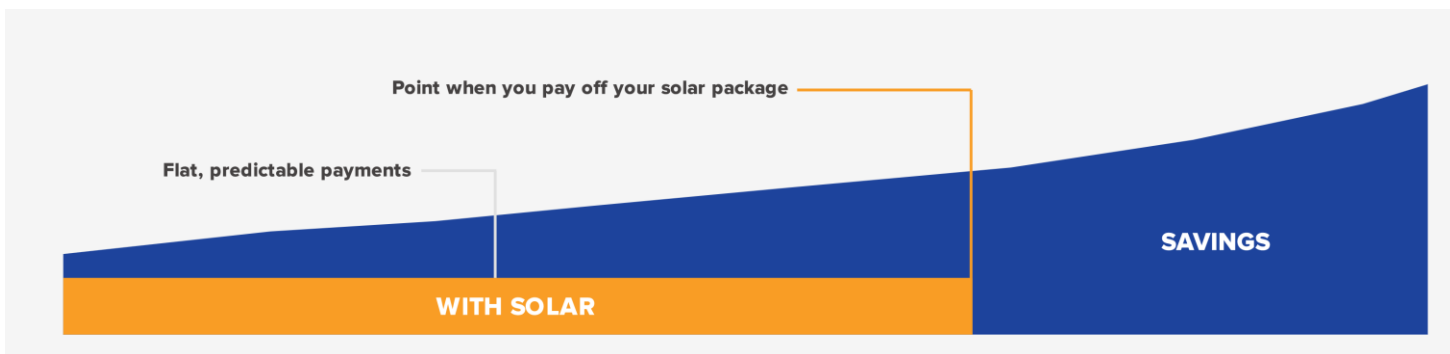 Point when you pay off your solar package
Flat, predictable payments
SAVINGS
WITH SOLAR